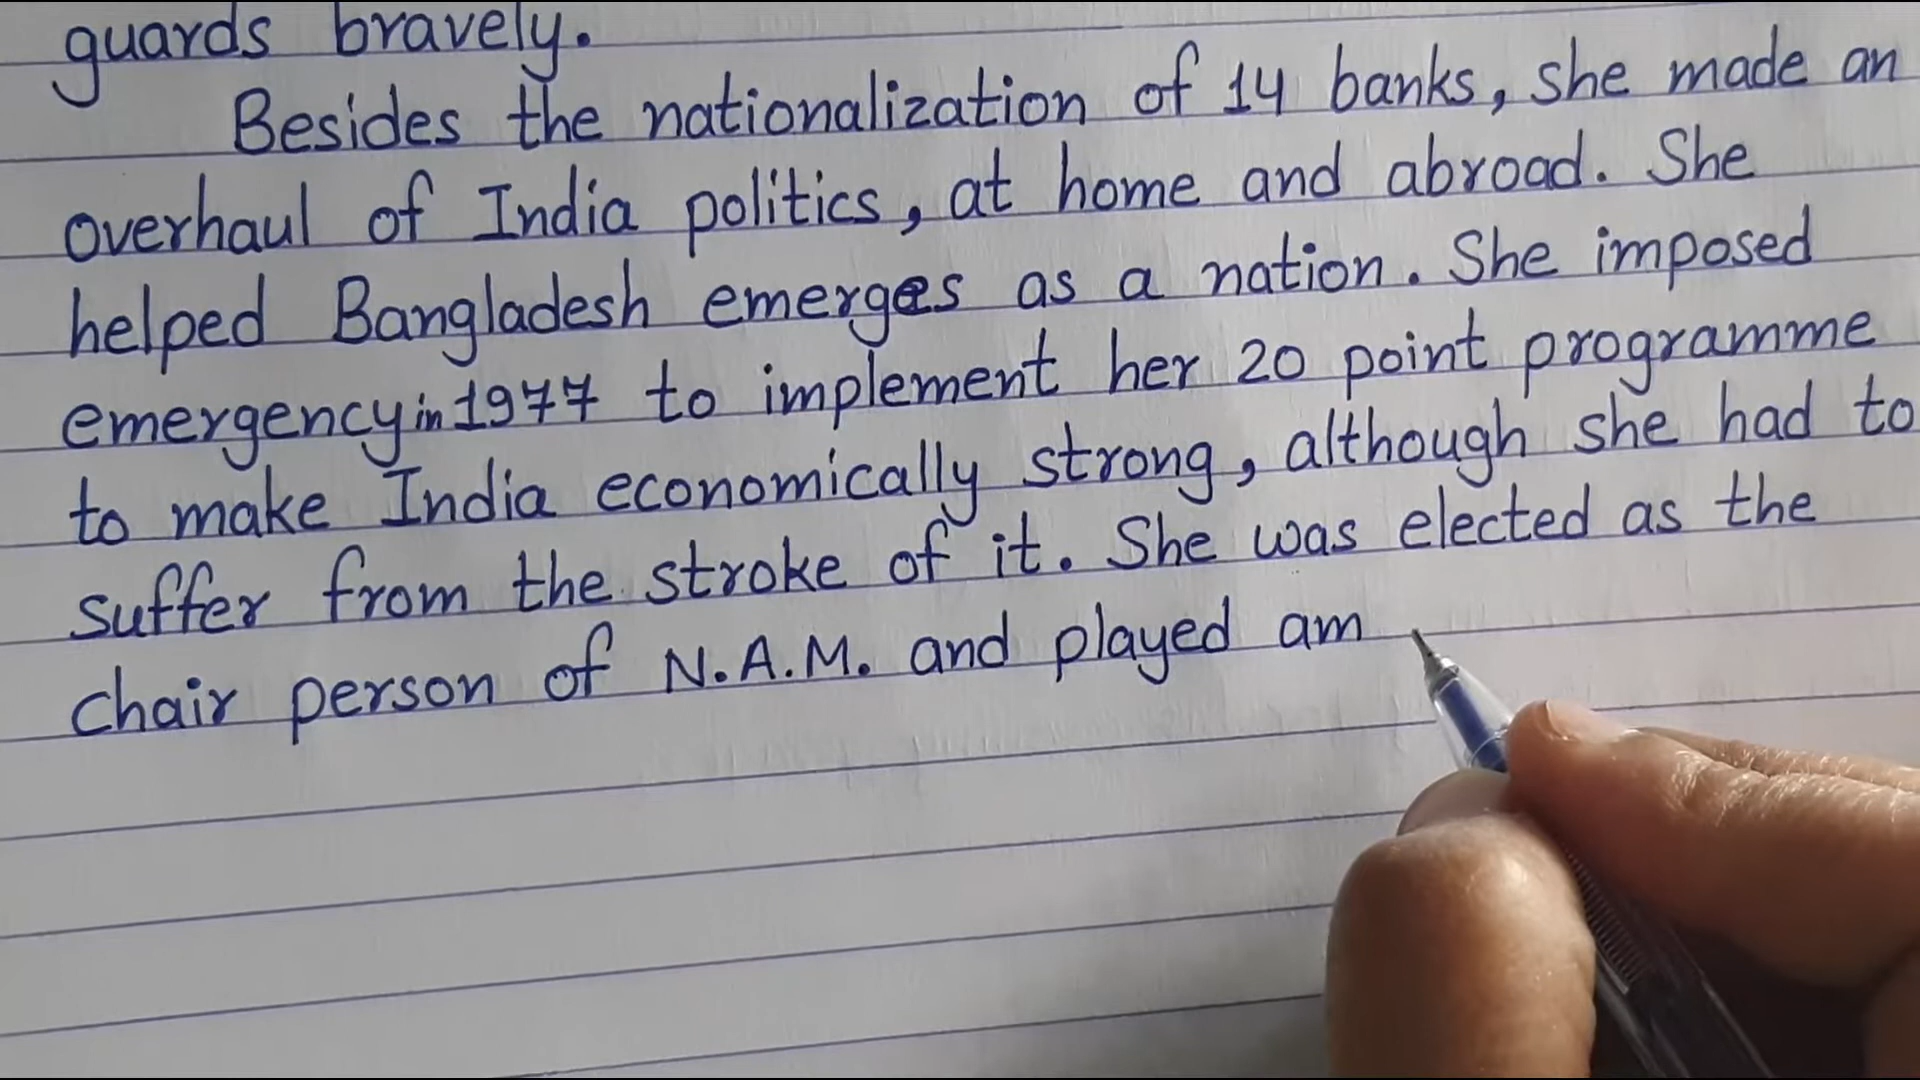 guards bravely.
Besides the nationalization of 14 banks, she made an
overhaul of India politics, at home and abroad. She
helped Bangladesh emerges as a nation. She imposed
emergency in 1977 to implement her 20 point programme
to make India economically strong, although she had to
suffer from the stroke of it. She was elected as the
chair person of N.A.M. and played am